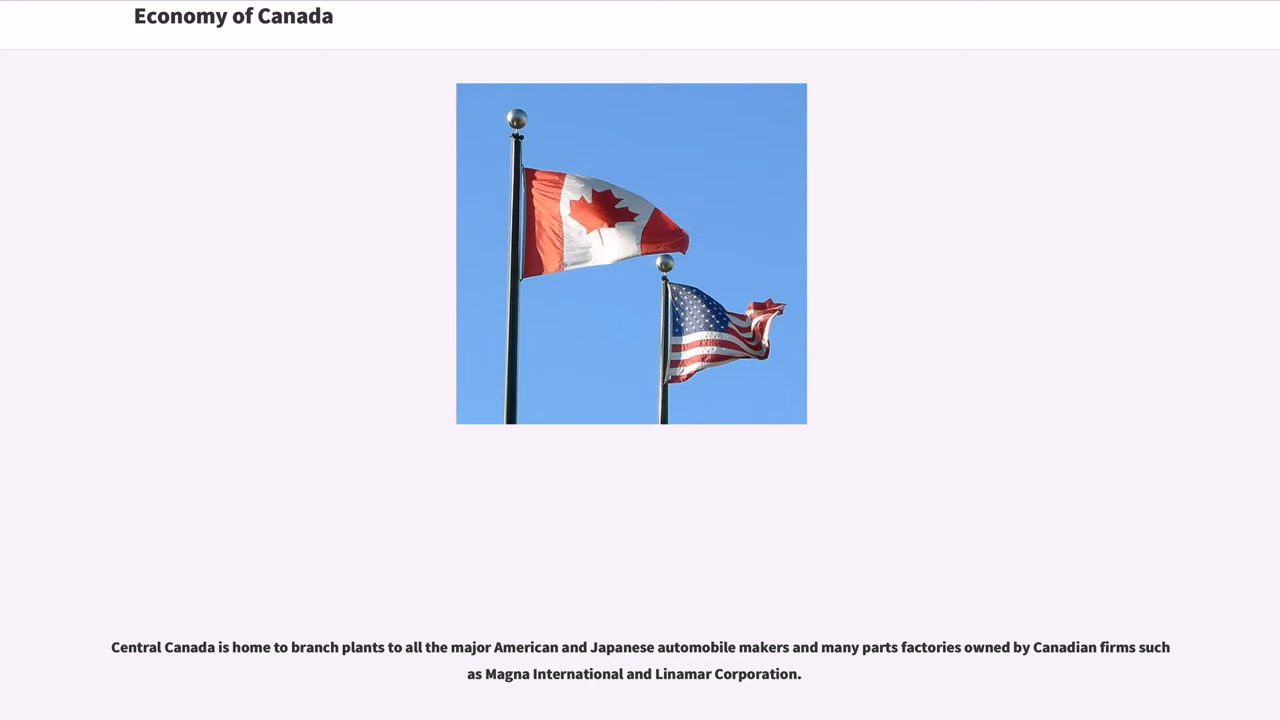 Economy of Canada
Central Canada is home to branch plants to all the major American and Japanese automobile makers and many parts factories owned by Canadian firms such
as Magna International and Linamar Corporation.